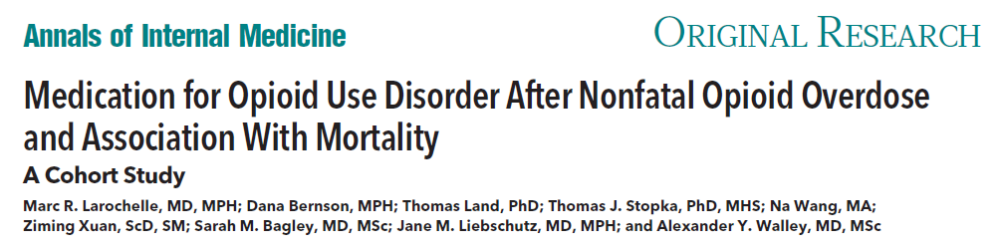 Annals of Internal Medicine
ORIGINAL RESEARCH
Medication for Opioid Use Disorder After Nonfatal Opioid Overdose
and Association With Mortality
A Cohort Study
Marc R. Larochelle, MD, MPH; Dana Bernson, MPH; Thomas Land, PhD; Thomas J. Stopka, PhD, MHS; Na Wang, MA;
Ziming Xuan, ScD, SM; Sarah M. Bagley, MD, MSc; Jane M. Liebschutz, MD, MPH; and Alexander Y. Walley, MD, MSc